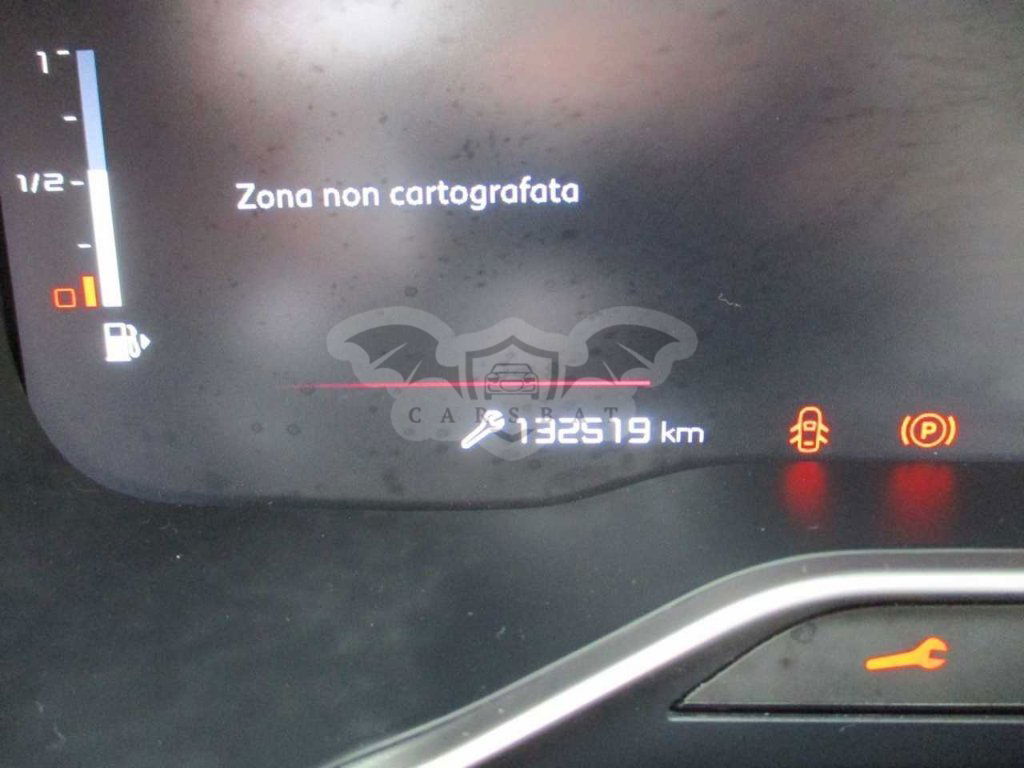 1
1/2
Zona non cartografata
CARSBAT
132519 km
P